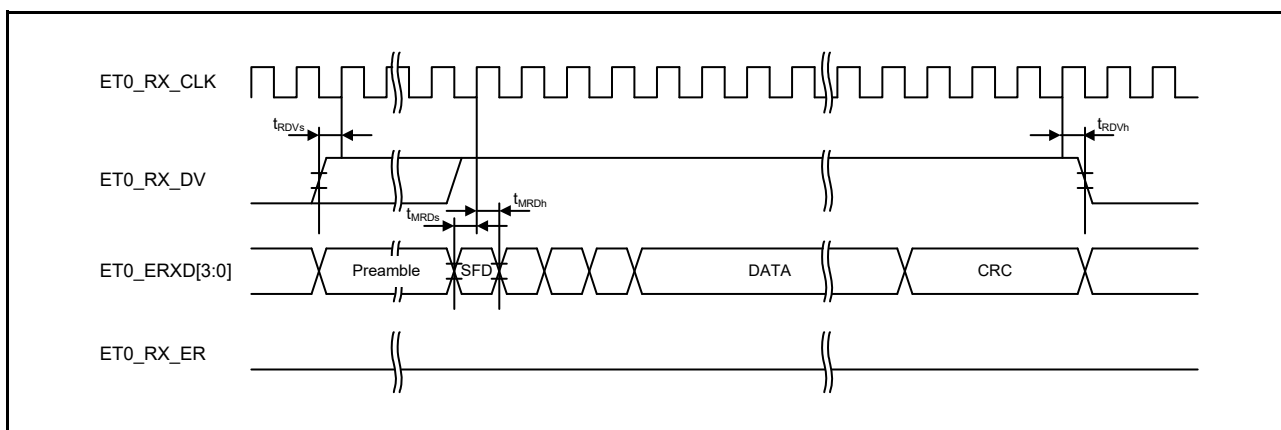 ET0_RX_CLK
tRDVs
tRDVh
ET0_RX_DV
tMRDs
tMRDh
ET0_ERXD[3:0]
Preamble
SFD
DATA
CRC
ET0_RX_ER